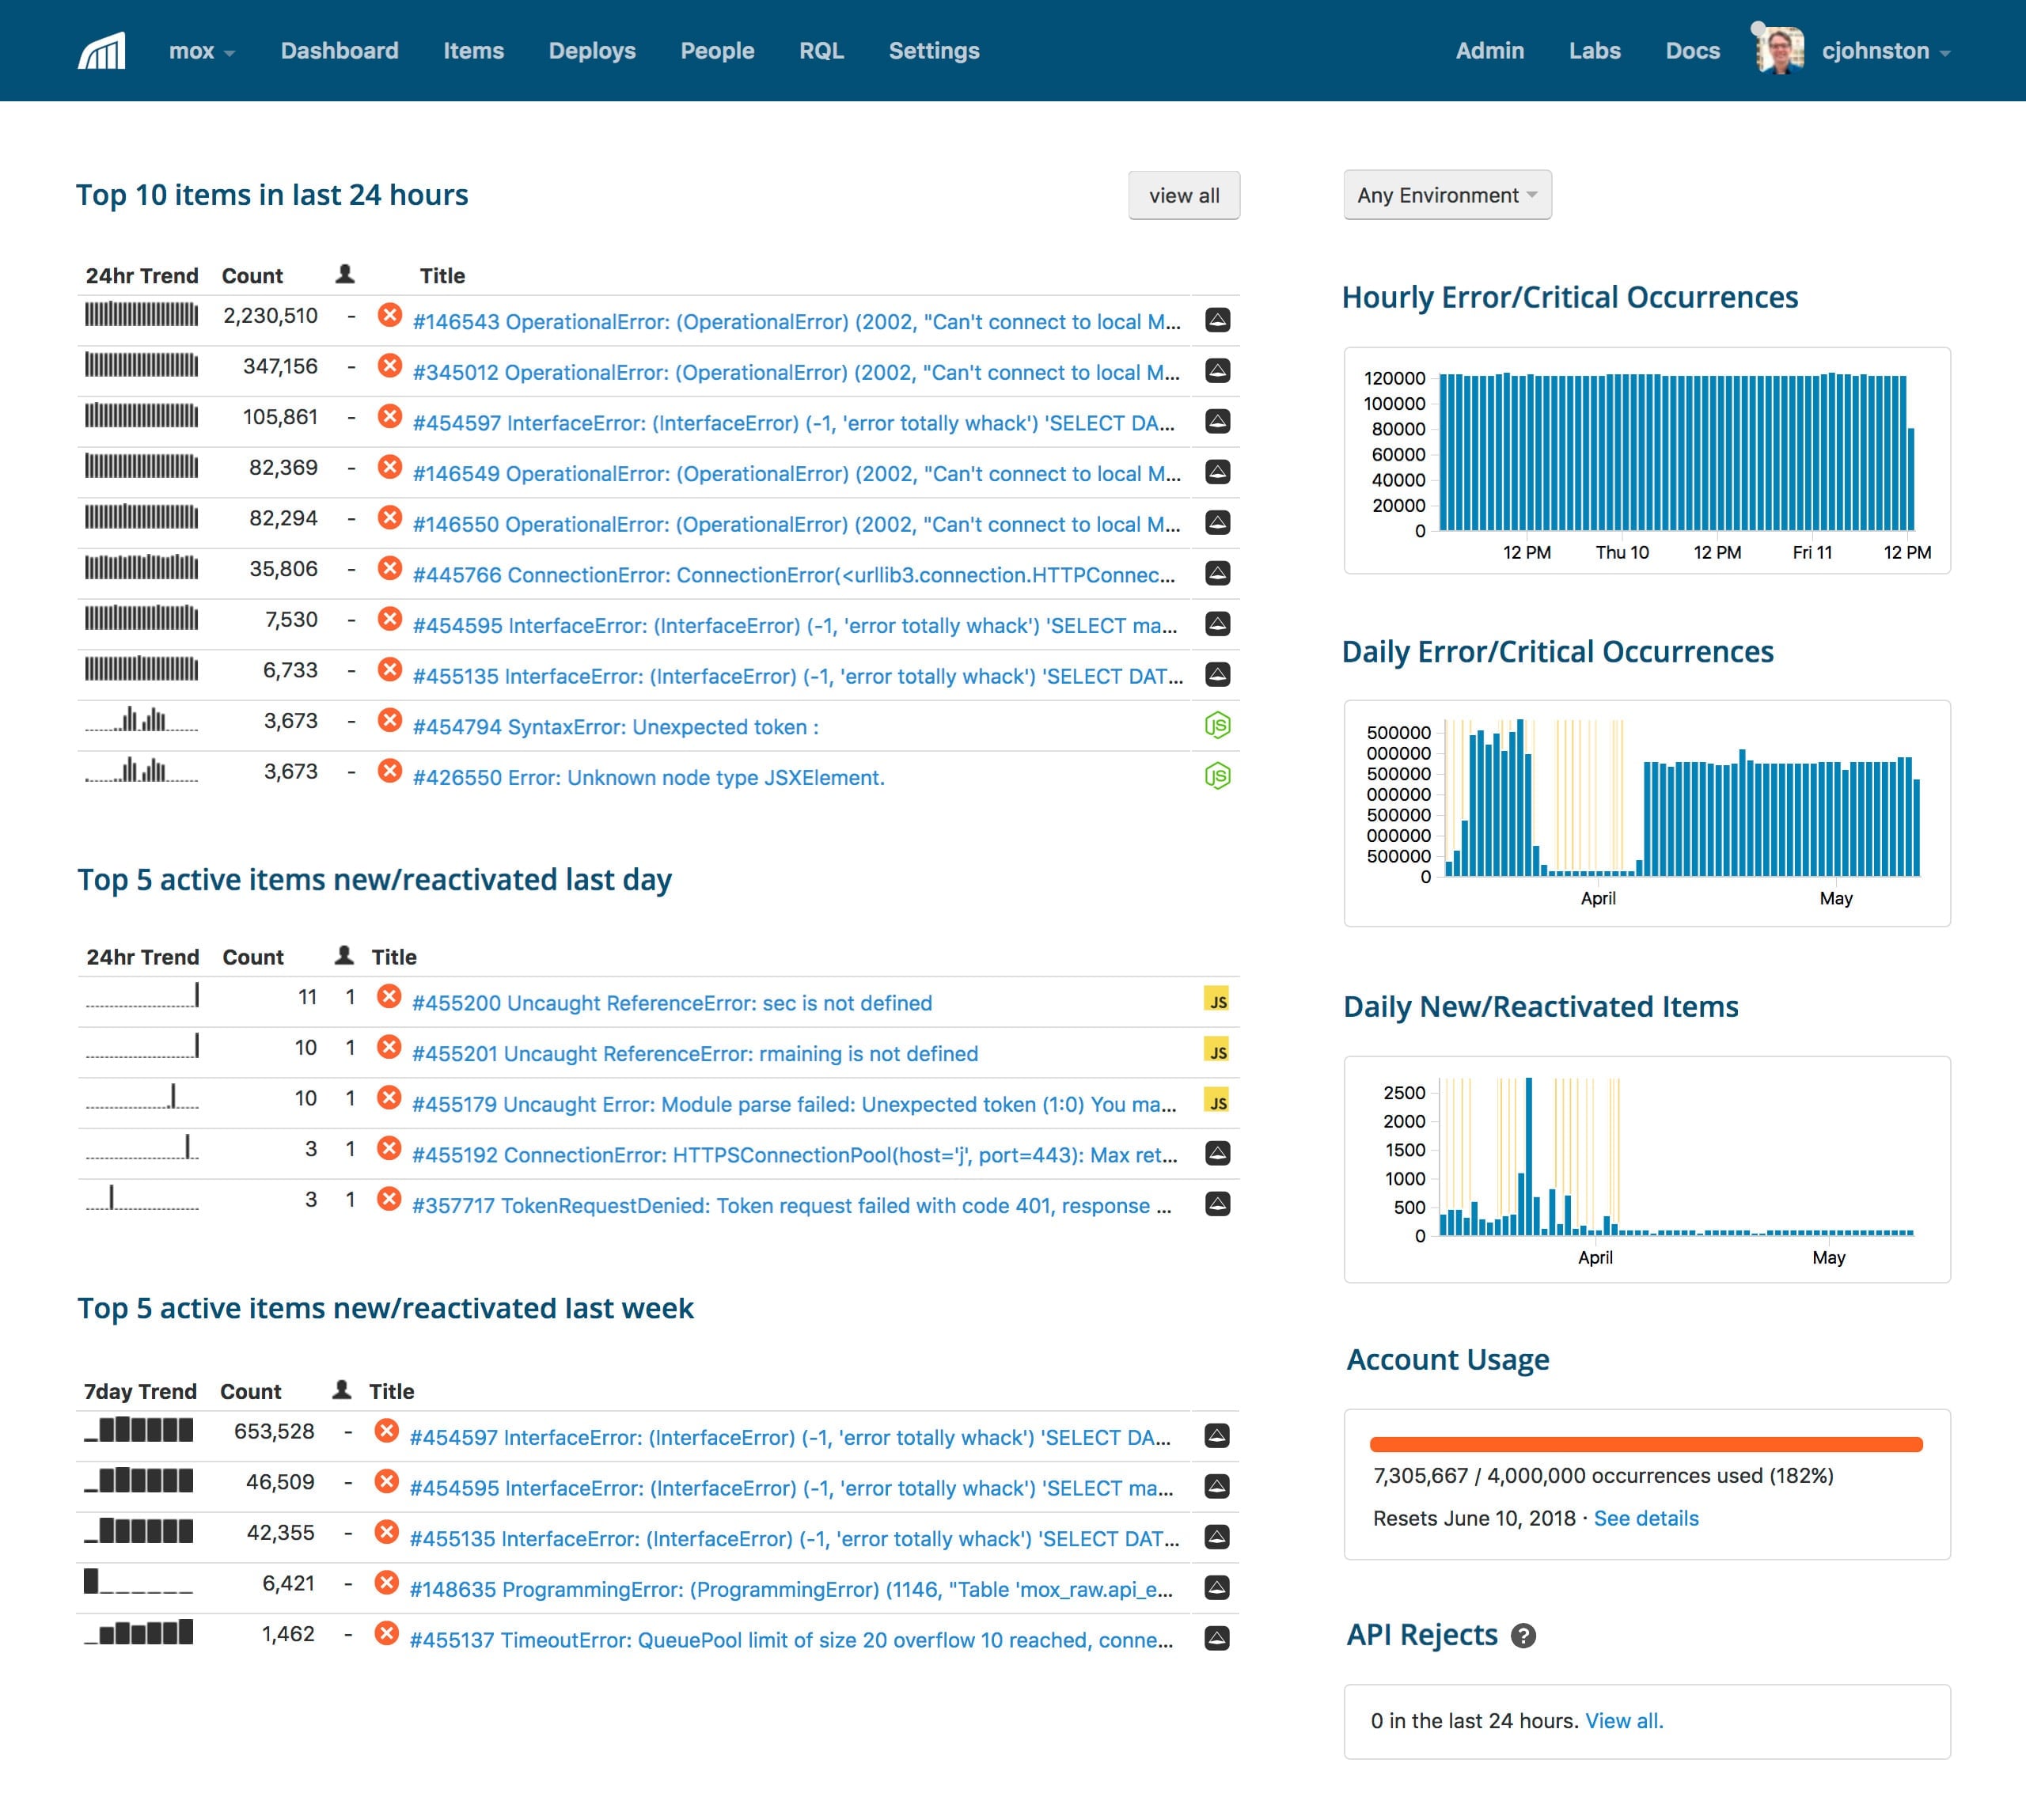 mox Dashboard Items Deploys People RQL Settings Admin Labs Docs cjohnston
Top 10 items in last 24 hours
view all
24hr Trend Count Title
2,230,510 - #146543 OperationalError: (OperationalError) (2002, "Can't connect to local M...
347,156 - #345012 OperationalError: (OperationalError) (2002, "Can't connect to local M...
105,861 - #454597 InterfaceError: (InterfaceError) (-1, 'error totally whack') 'SELECT DA...
82,369 - #146549 OperationalError: (OperationalError) (2002, "Can't connect to local M...
82,294 - #146550 OperationalError: (OperationalError) (2002, "Can't connect to local M...
35,806 - #445766 ConnectionError: ConnectionError(<urllib3.connection.HTTPConnec...
7,530 - #454595 InterfaceError: (InterfaceError) (-1, 'error totally whack') 'SELECT ma...
6,733 - #455135 InterfaceError: (InterfaceError) (-1, 'error totally whack') 'SELECT DAT...
3,673 - #454794 SyntaxError: Unexpected token : JS
3,673 - #426550 Error: Unknown node type JSXElement. JS
Top 5 active items new/reactivated last day
24hr Trend Count Title
11 1 #455200 Uncaught ReferenceError: sec is not defined JS
10 1 #455201 Uncaught ReferenceError: rmaining is not defined JS
10 1 #455179 Uncaught Error: Module parse failed: Unexpected token (1:0) You ma... JS
3 1 #455192 ConnectionError: HTTPSConnectionPool(host='j', port=443): Max ret...
3 1 #357717 TokenRequestDenied: Token request failed with code 401, response ...
Top 5 active items new/reactivated last week
7day Trend Count Title
653,528 - #454597 InterfaceError: (InterfaceError) (-1, 'error totally whack') 'SELECT DA...
46,509 - #454595 InterfaceError: (InterfaceError) (-1, 'error totally whack') 'SELECT ma...
42,355 - #455135 InterfaceError: (InterfaceError) (-1, 'error totally whack') 'SELECT DAT...
6,421 - #148635 ProgrammingError: (ProgrammingError) (1146, "Table 'mox_raw.api_e...
1,462 - #455137 TimeoutError: QueuePool limit of size 20 overflow 10 reached, conne...
Any Environment
Hourly Error/Critical Occurrences
120000
100000
80000
60000
40000
20000
0
12 PM Thu 10 12 PM Fri 11 12 PM
Daily Error/Critical Occurrences
500000
000000
500000
000000
500000
000000
500000
0
April May
Daily New/Reactivated Items
2500
2000
1500
1000
500
0
April May
Account Usage
7,305,667 / 4,000,000 occurrences used (182%)
Resets June 10, 2018 · See details
API Rejects ?
0 in the last 24 hours. View all.